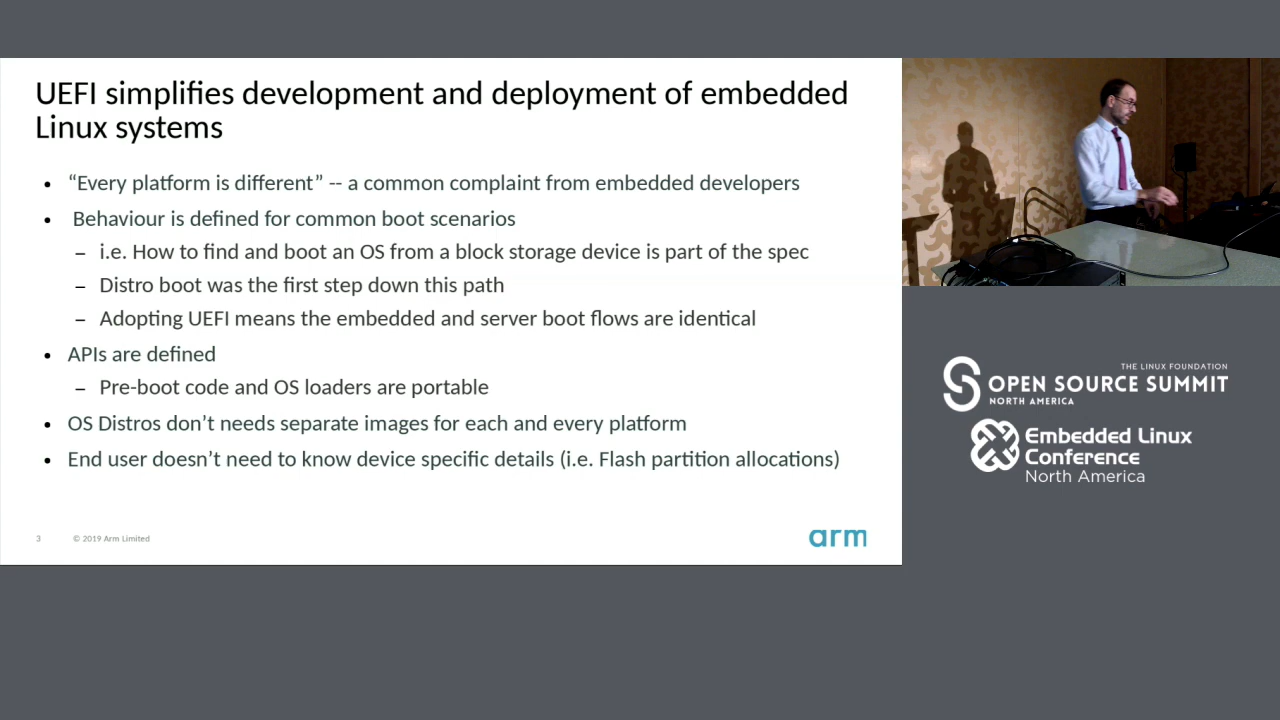 UEFI simplifies development and deployment of embedded
Linux systems
• “Every platform is different” -- a common complaint from embedded developers
• Behaviour is defined for common boot scenarios
– i.e. How to find and boot an OS from a block storage device is part of the spec
– Distro boot was the first step down this path
– Adopting UEFI means the embedded and server boot flows are identical
• APIs are defined
– Pre-boot code and OS loaders are portable
• OS Distros don’t needs separate images for each and every platform
• End user doesn’t need to know device specific details (i.e. Flash partition allocations)
3 © 2019 Arm Limited
arm
THE LINUX FOUNDATION
OPEN SOURCE SUMMIT
NORTH AMERICA
Embedded Linux
Conference
North America